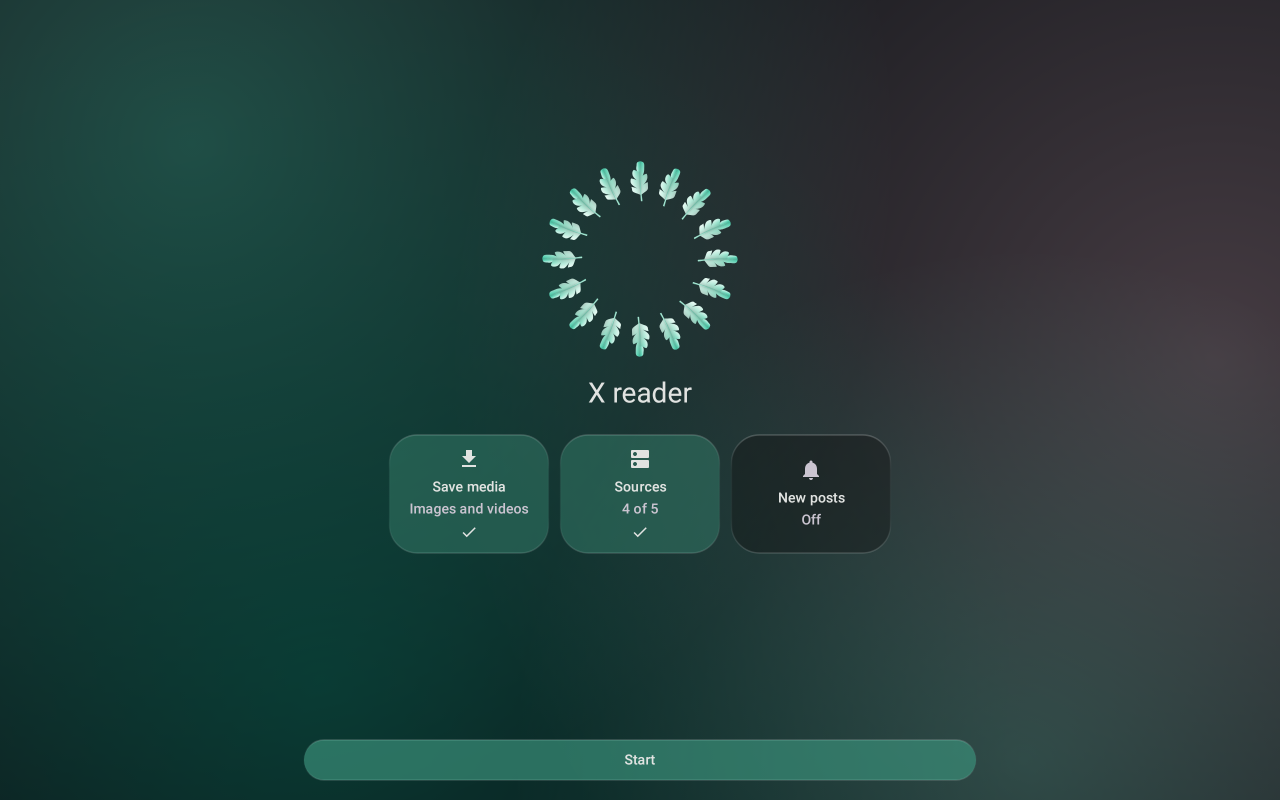 X reader
Save media
Images and videos
Sources
4 of 5
New posts
Off
Start